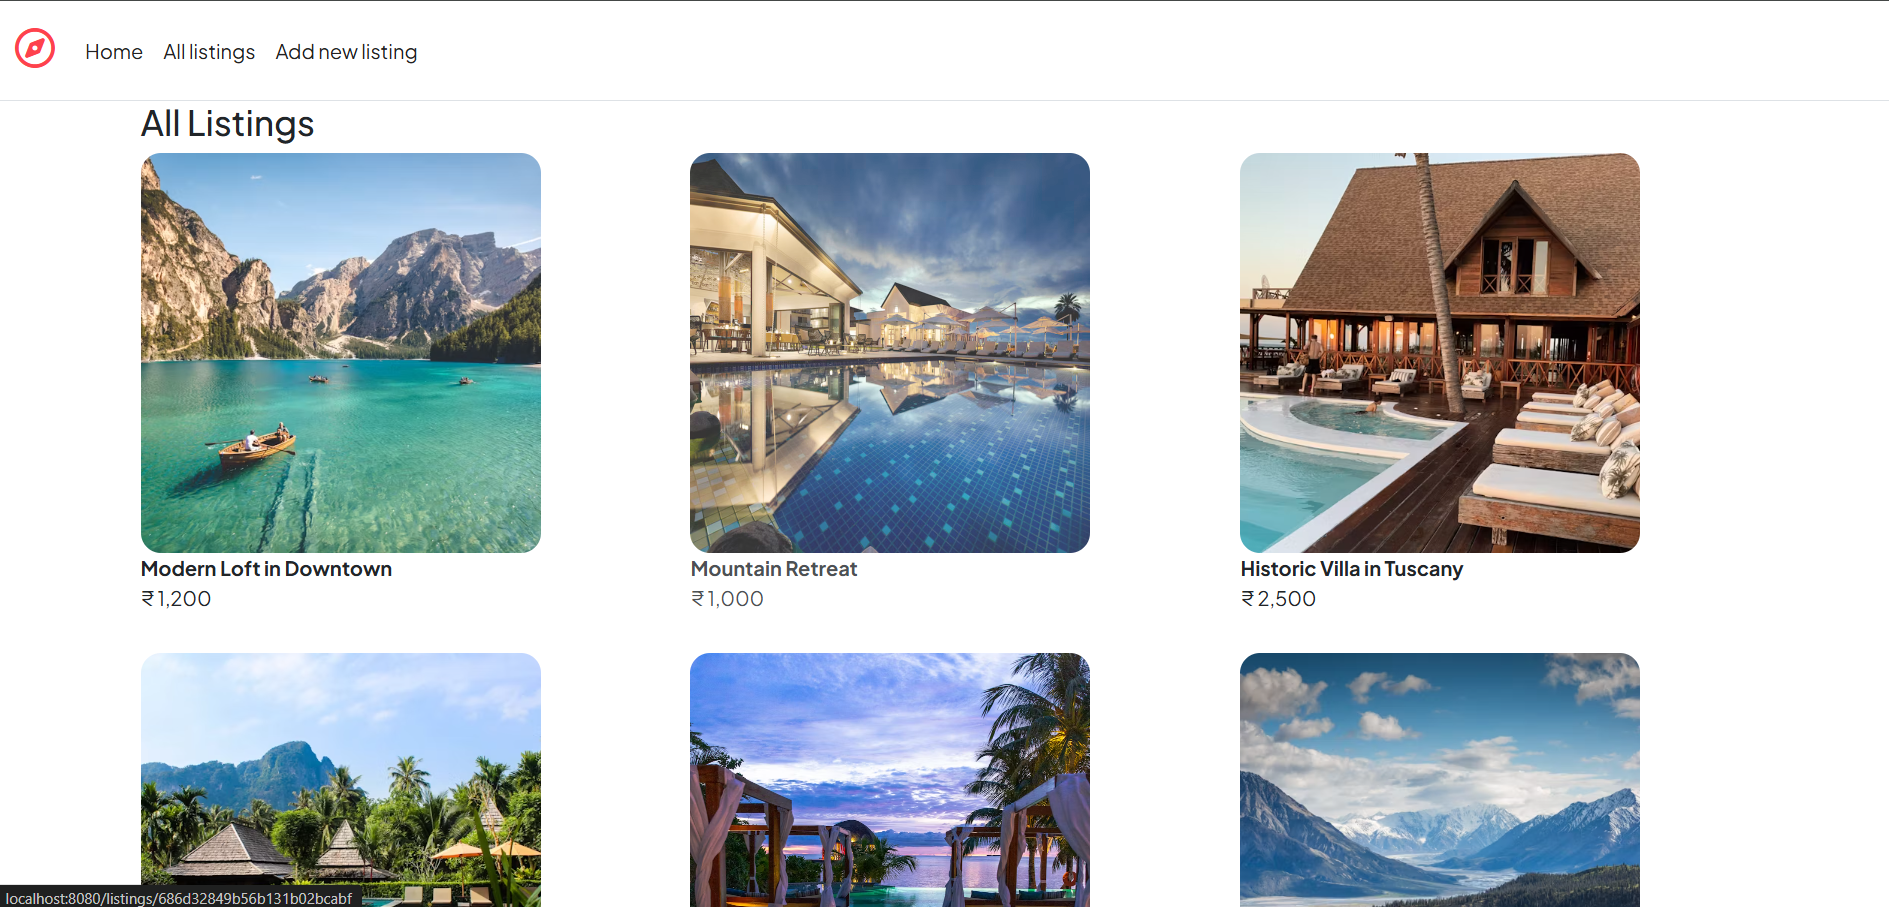 Home All listings Add new listing
All Listings
Modern Loft in Downtown
₹1,200
Mountain Retreat
₹1,000
Historic Villa in Tuscany
₹2,500
localhost:8080/listings/686d32849b56b131b02bcabf